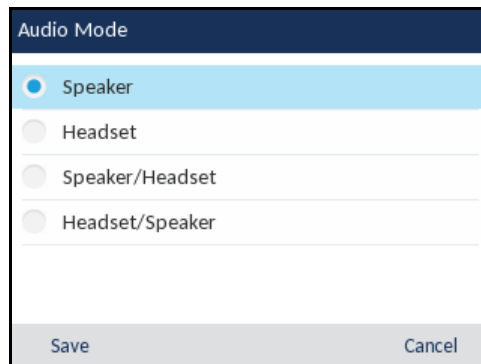 Audio Mode
Speaker
Headset
Speaker/Headset
Headset/Speaker
Save Cancel